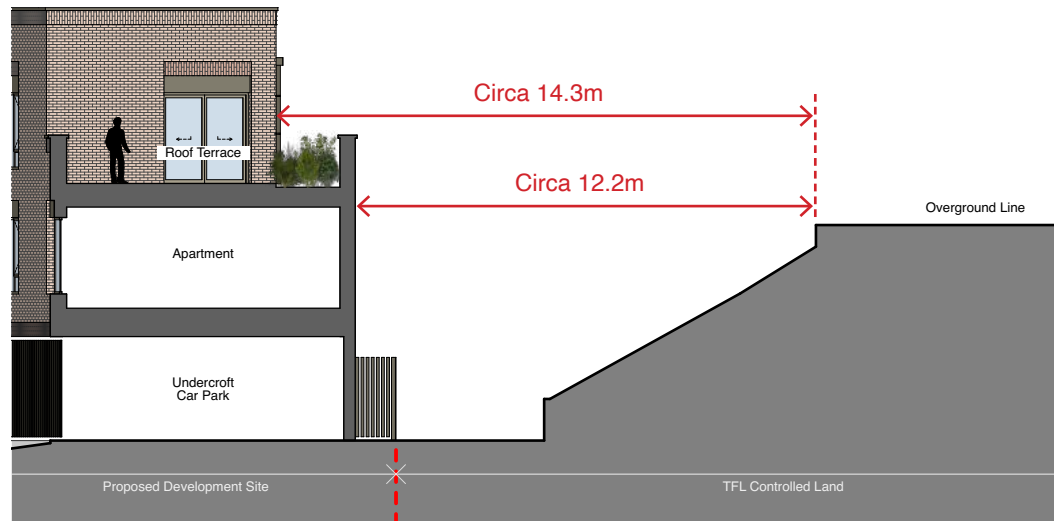 Circa 14.3m
Roof Terrace
Circa 12.2m
Overground Line
Apartment
Undercroft
Car Park
Proposed Development Site
TFL Controlled Land